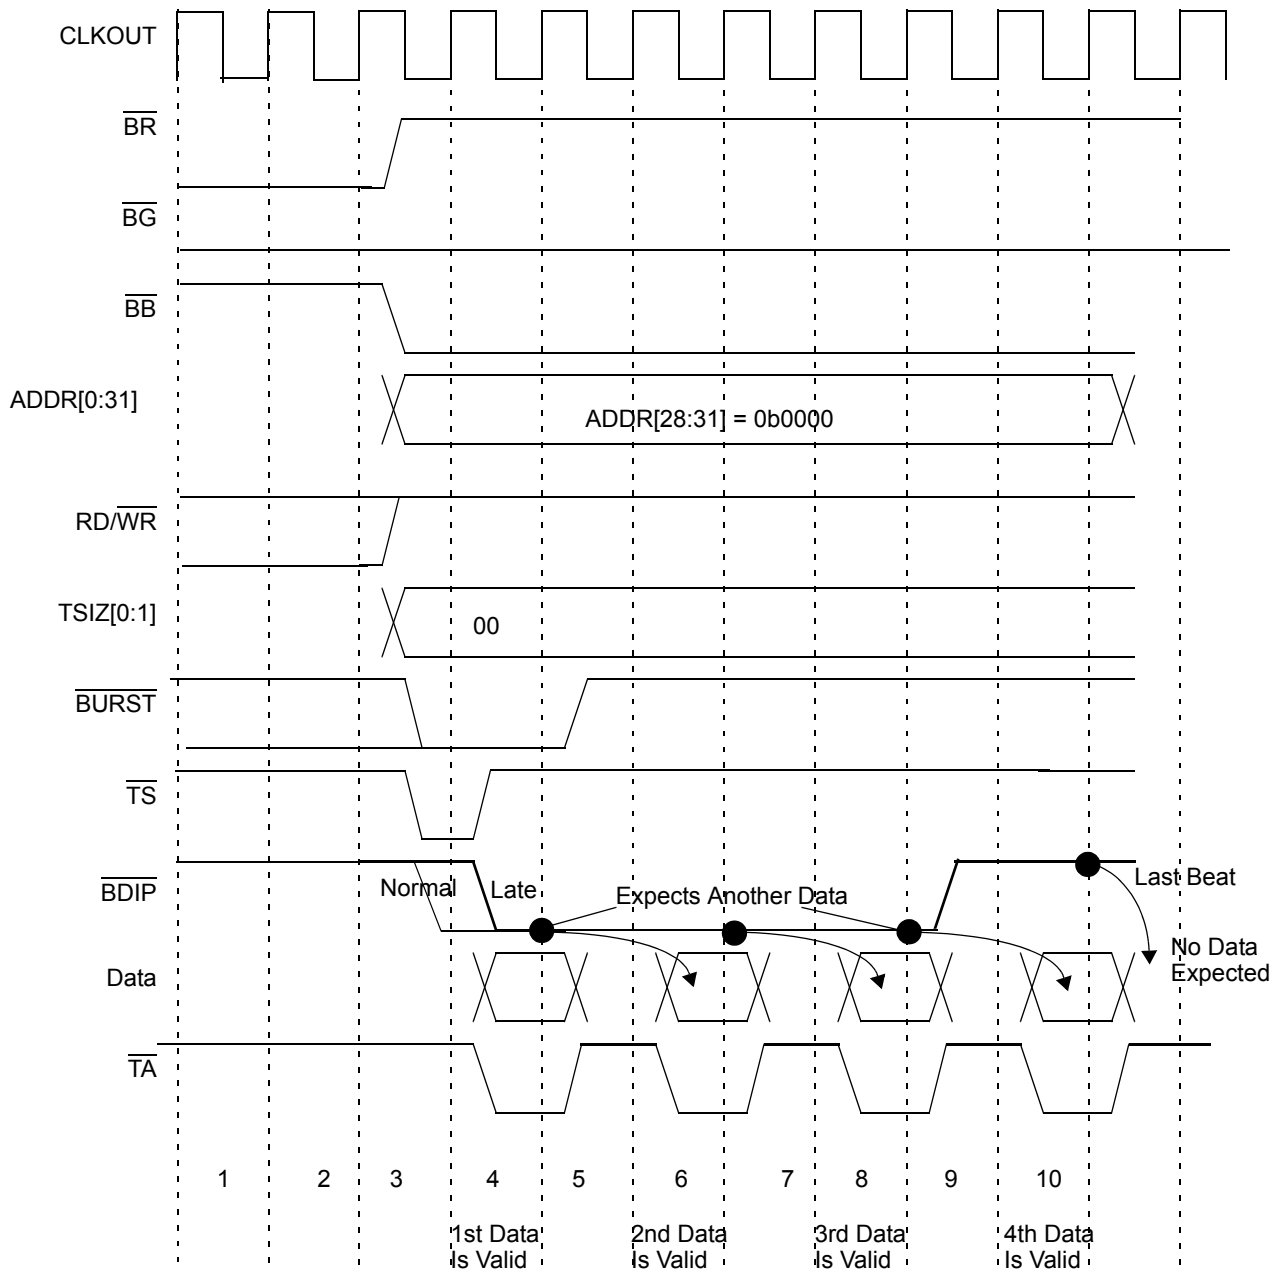 CLKOUT
BR
BG
BB
ADDR[0:31]
ADDR[28:31] = 0b0000
RD/WR
TSIZ[0:1]
00
BURST
TS
BDIP
Normal
Late
Expects Another Data
Last Beat
Data
No Data
Expected
TA
1 2 3 4 5 6 7 8 9 10
1st Data
Is Valid
2nd Data
Is Valid
3rd Data
Is Valid
4th Data
Is Valid